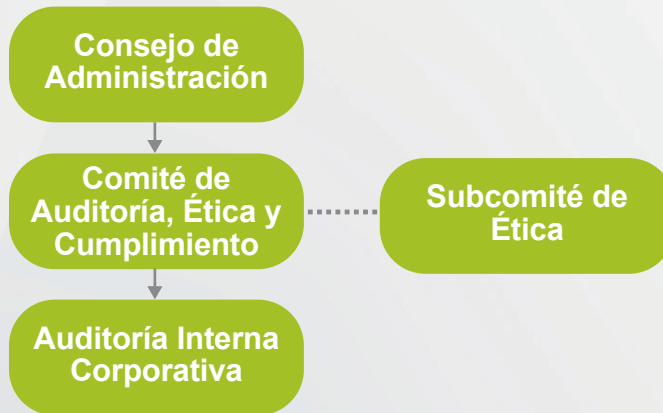 Consejo de
Administración
Comité de
Auditoría, Ética y
Cumplimiento
Subcomité de
Ética
Auditoría Interna
Corporativa